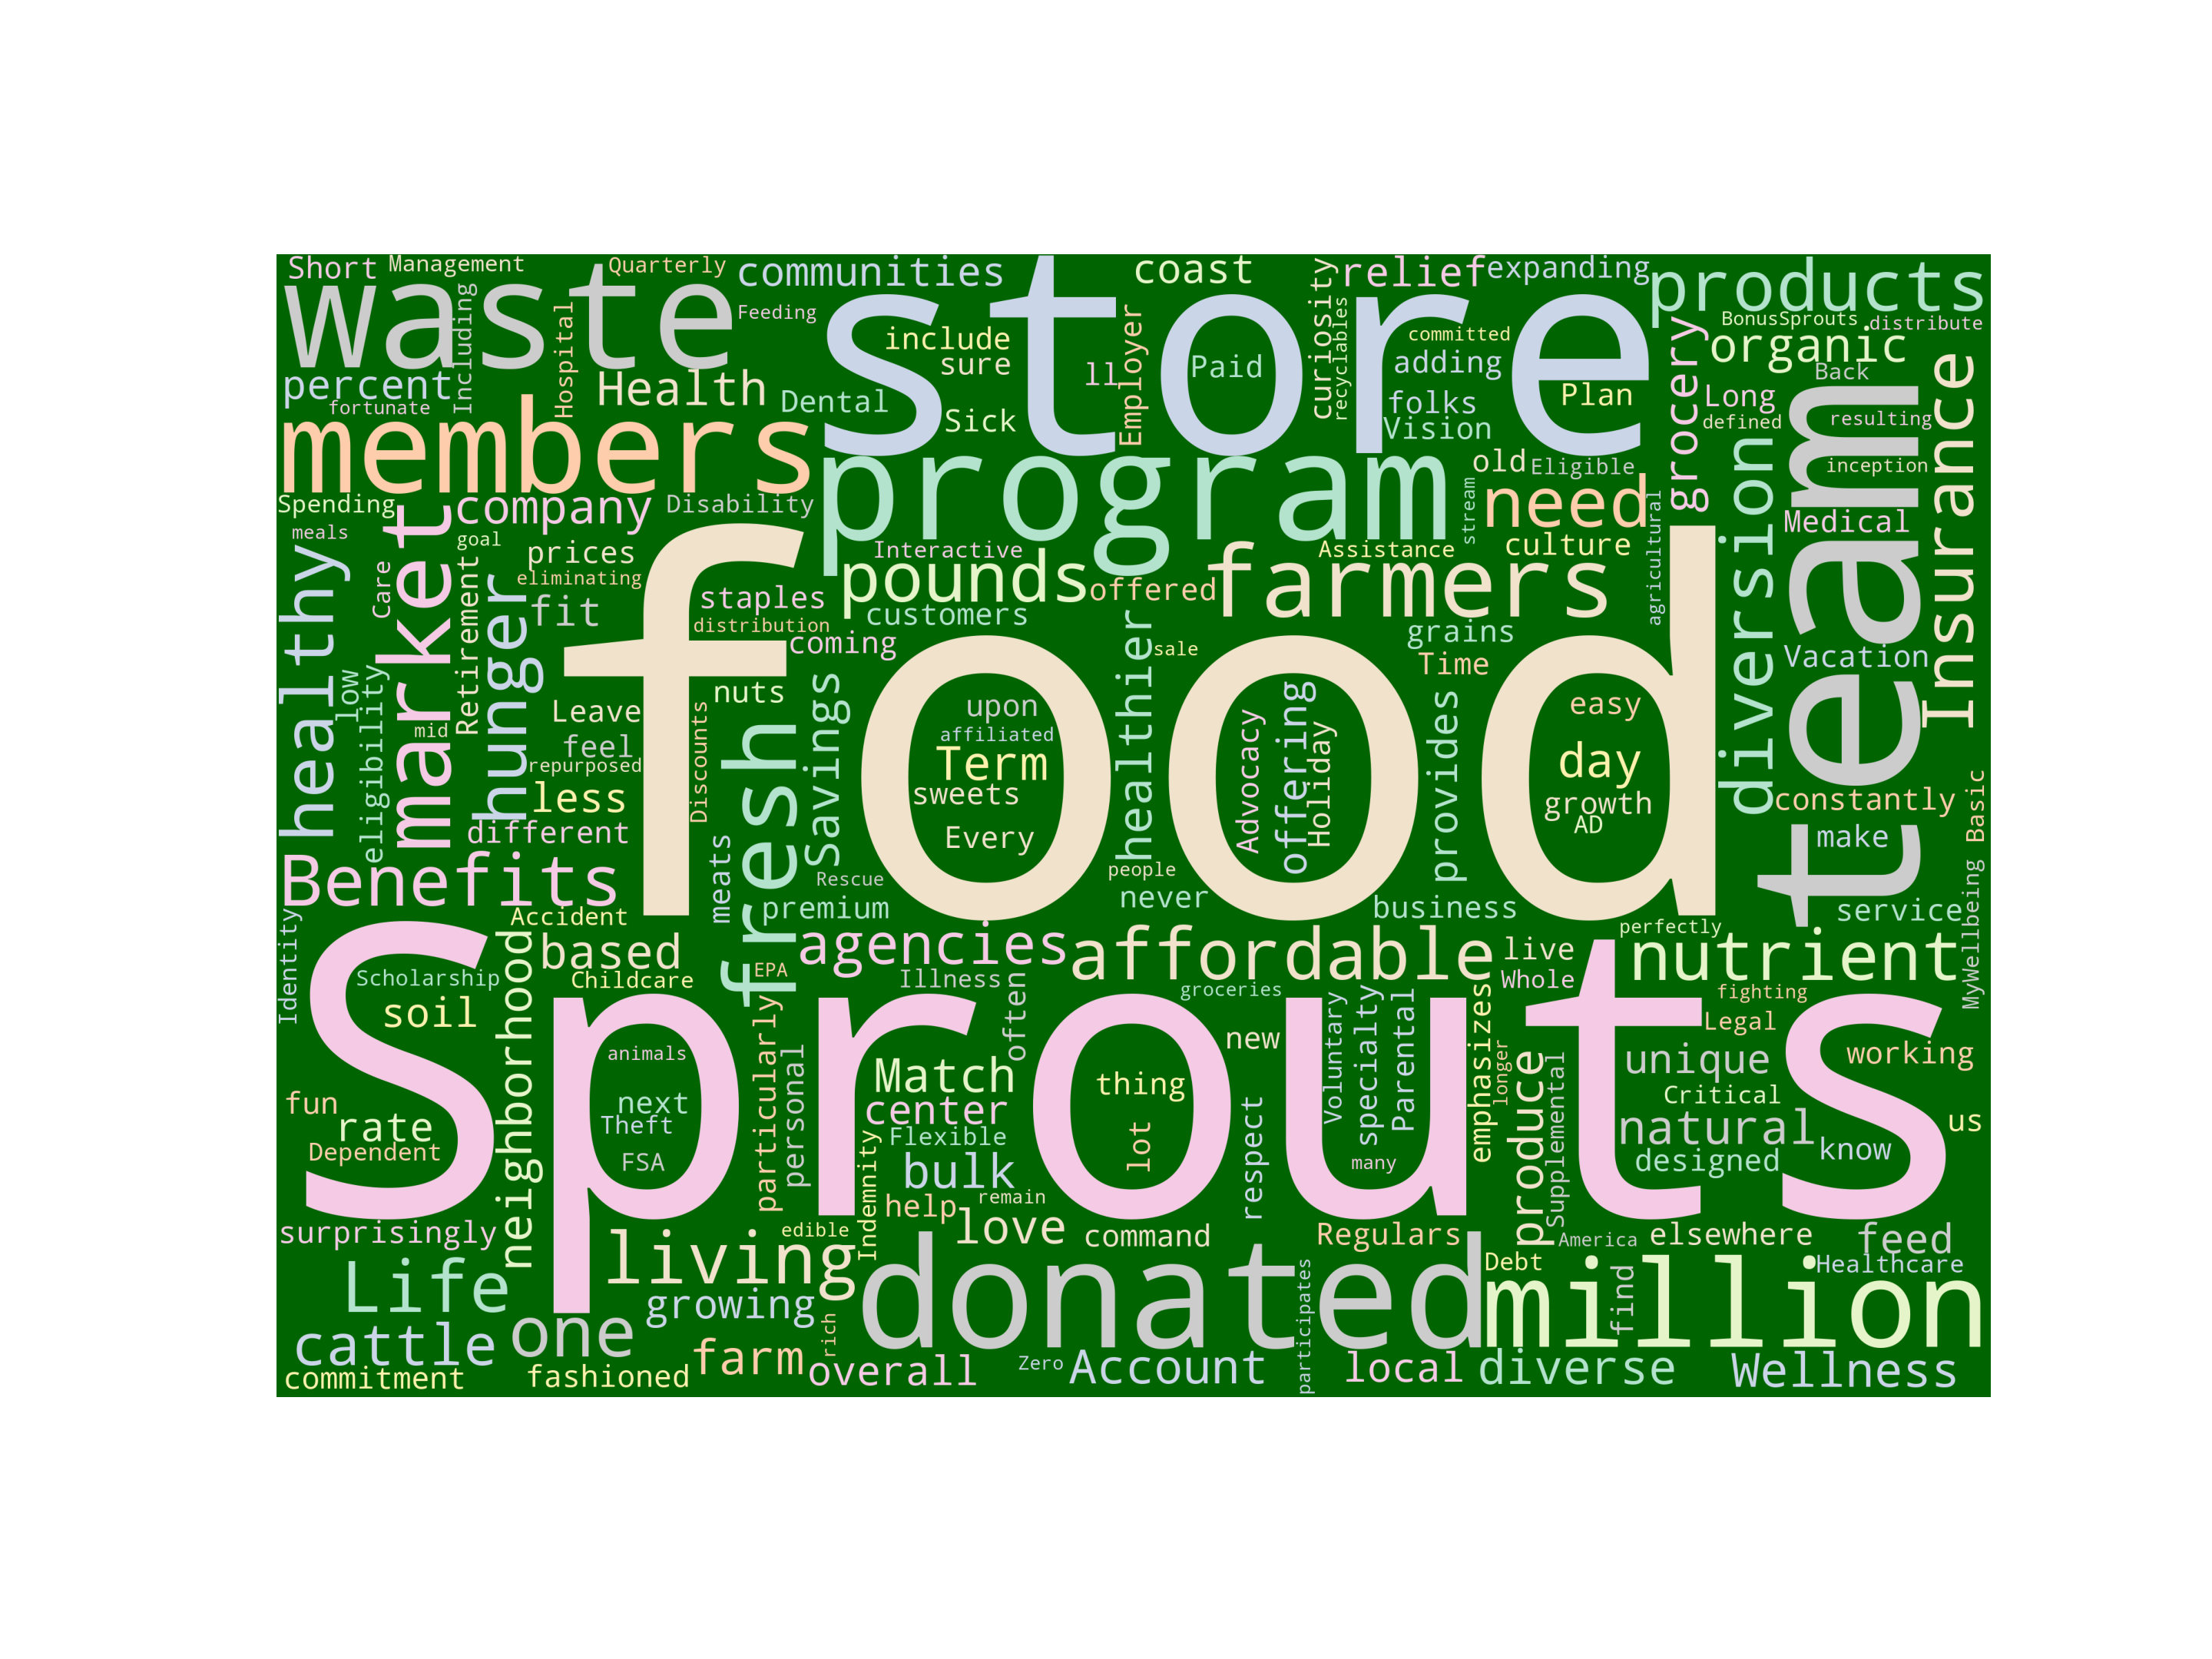 Short
Management
Quarterly
communities
coast
relief
expanding
products
waste
store
Feeding
Including
Hospital
include
sure
ll
Employer
Paid
curiosity
recyclables
committed
adding
folks
Vision
Plan
grocery
BonusSprouts
distribute
organic
Back
Long
defined
resulting
Insurance
percent
fortunate
Health
Dental
Sick
members
program
old
Eligible
inception
team
diversion
Spending
meals
market
company
goal
Disability
need
stream
Medical
prices
eliminating
Interactive
Assistance
culture
agricultural
healthy
Care
Retirement
hunger
fit
staples
distribution
pounds
offered
farmers
customers
grains
food
coming
healthier
sale
Time
Vacation
low
eligibility
mid
Leave
feel
repurposed
Discounts
nuts
fresh
Savings
upon
affiliated
Term
sweets
Every
Advocacy
offering
Holiday
provides
easy
day
growth
AD
constantly
Basic
make
less
different
meats
Rescue
people
never
Benefits
premium
business
service
MyWellbeing
Identity
Accident
neighborhood
based
agencies
affordable
live
perfectly
nutrient
Scholarship
Childcare
EPA
Illness
often
groceries
Whole
fighting
soil
Sprouts
Legal
particularly
personal
new
Voluntary
specialty
Parental
emphasizes
longer
produce
Supplemental
unique
working
animals
Match
thing
Critical
fun
rate
next
Theft
center
Flexible
natural
us
Dependent
FSA
Indemnity
bulk
lot
respect
many
designed
know
help
remain
surprisingly
living
edible
love
command
Regulars
America
elsewhere
feed
Life
growing
donated
Debt
million
find
Healthcare
cattle
one
farm
rich
overall
Zero
Account
participates
local
diverse
Wellness
commitment
fashioned